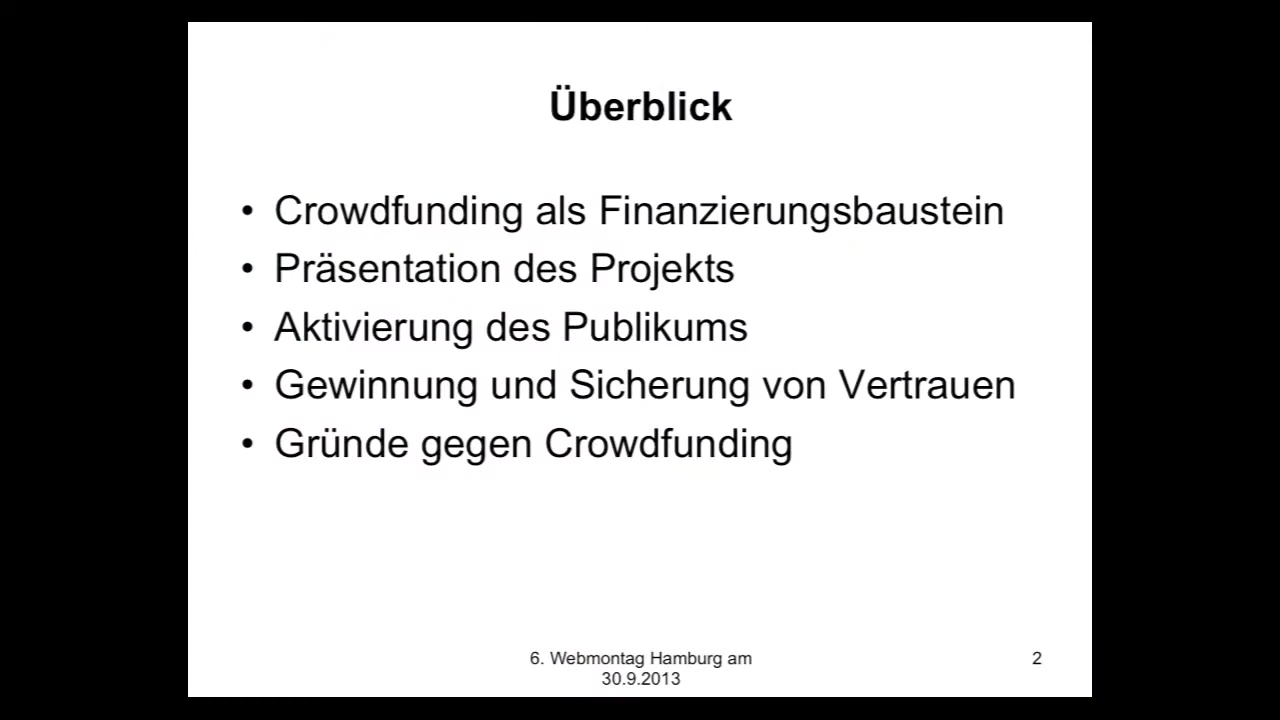 Überblick
• Crowdfunding als Finanzierungsbaustein
• Präsentation des Projekts
• Aktivierung des Publikums
• Gewinnung und Sicherung von Vertrauen
• Gründe gegen Crowdfunding
6. Webmontag Hamburg am
30.9.2013
2